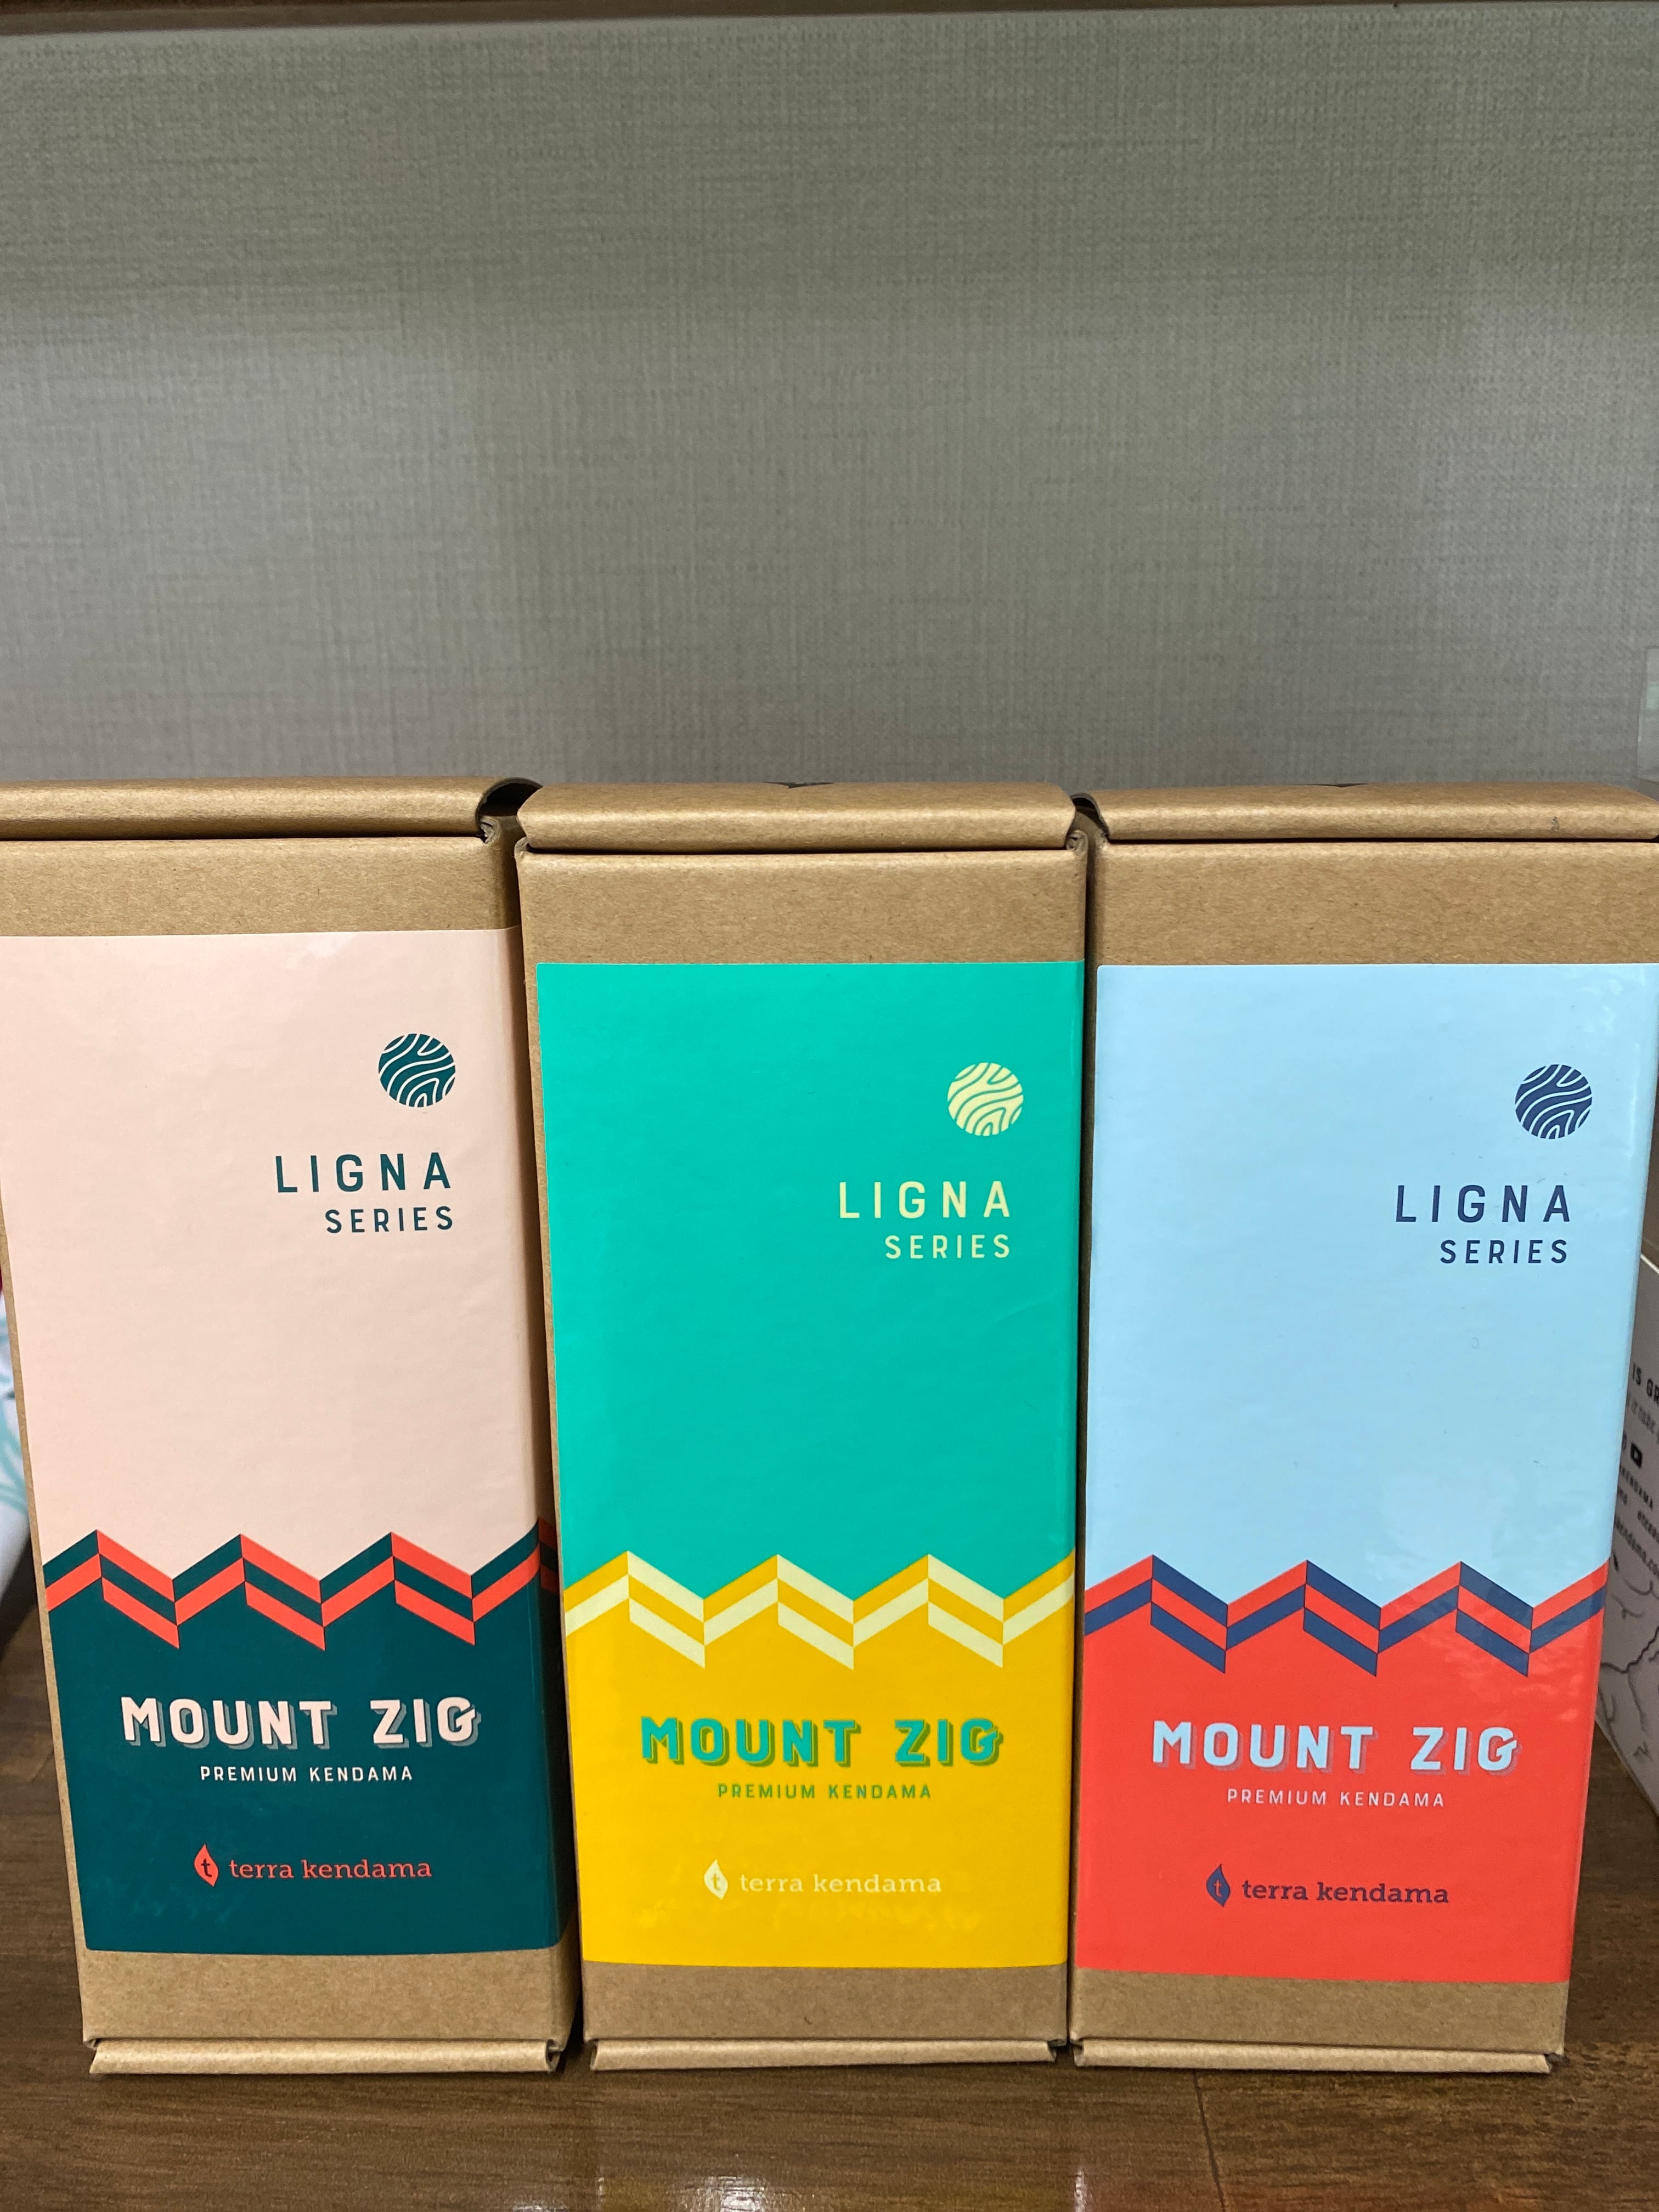 LIGNA
SERIES
MOUNT ZIG
PREMIUM KENDAMA
t terra kendama
LIGNA
SERIES
MOUNT ZIG
PREMIUM KENDAMA
t terra kendama
LIGNA
SERIES
MOUNT ZIG
PREMIUM KENDAMA
t terra kendama
IS